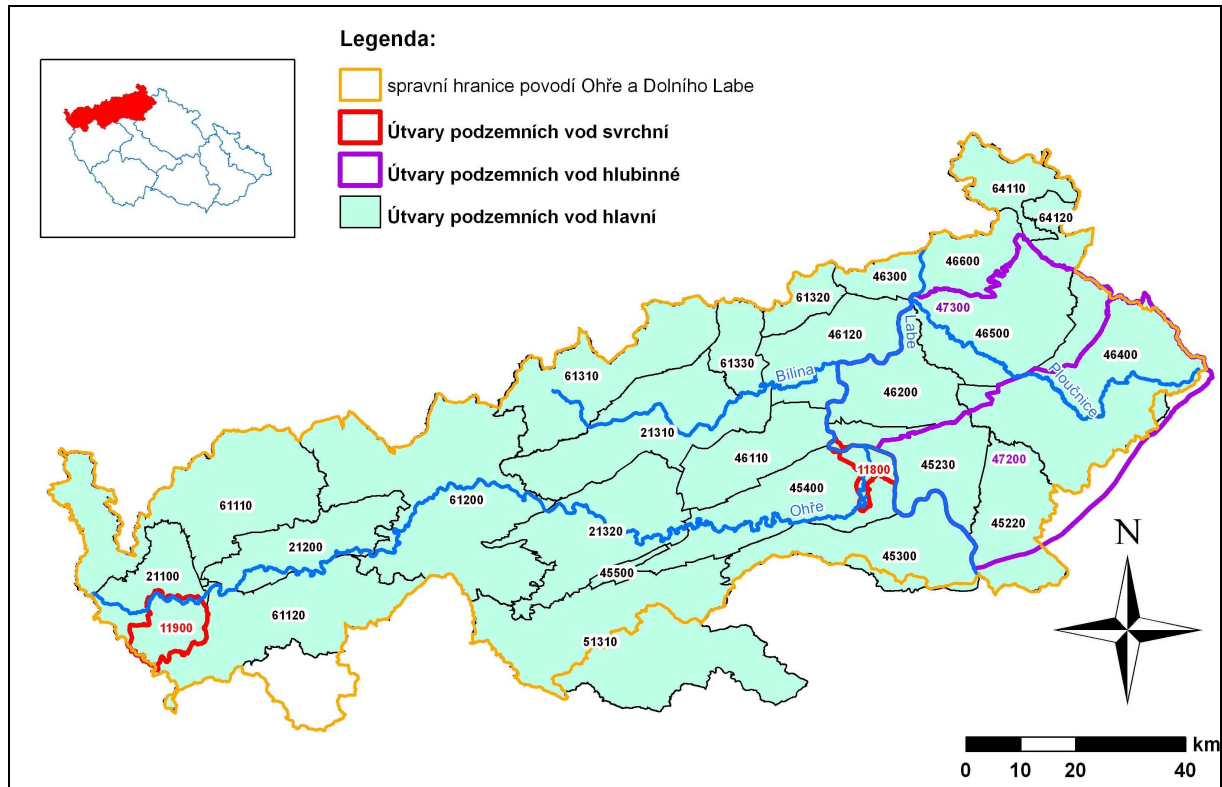 Legenda:
spravní hranice povodí Ohře a Dolního Labe
Útvary podzemních vod svrchní
Útvary podzemních vod hlubinné
Útvary podzemních vod hlavní
64110
64120
46600
46300
61320
47300
46500
46120
Labe
46400
61330
Bílina
61310
Ploučnice
46200
21310
46110
45230
47200
11800
61200
45400
61110
Ohře
45220
21320
21200
45300
45500
21100
61120
11900
51310
N
km
0 10 20 40